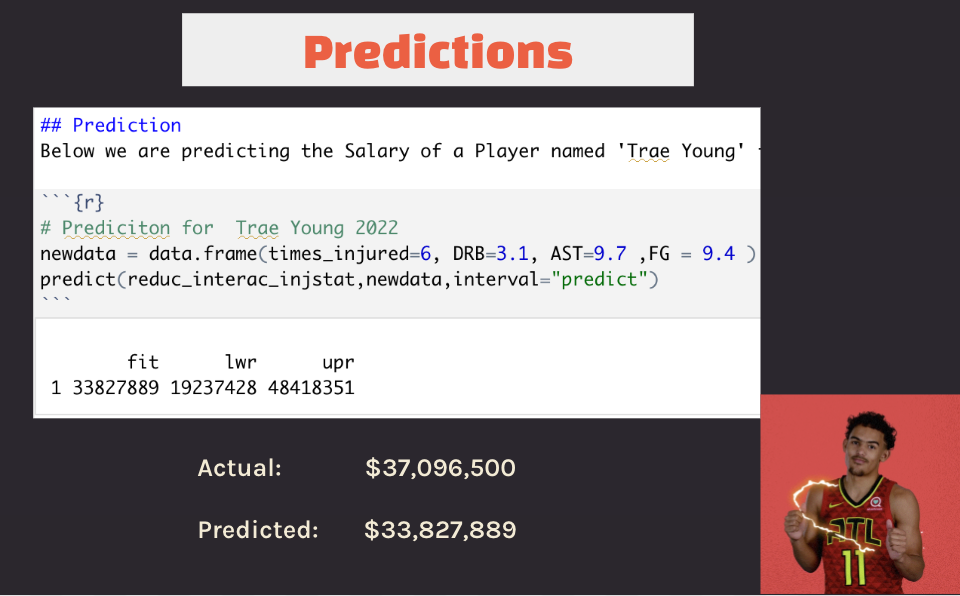 Predictions
## Prediction
Below we are predicting the Salary of a Player named 'Trae Young'
```{r}
# Prediciton for  Trae Young 2022
newdata = data.frame(times_injured=6, DRB=3.1, AST=9.7 ,FG = 9.4 )
predict(reduc_interac_injstat,newdata,interval="predict")
```
fit lwr upr
1 33827889 19237428 48418351
Actual: $37,096,500
Predicted: $33,827,889
ATL
11